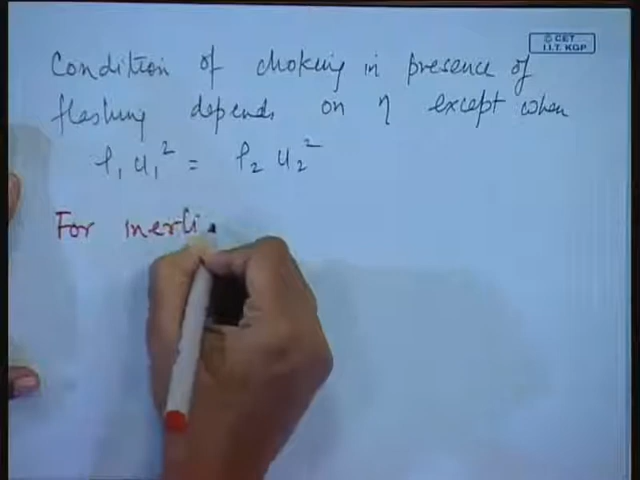 © CET
I.I.T. KGP
Condition of choking in presence of
flashing depends on η except when
ρ₁ u₁² = ρ₂ u₂²
For inerti